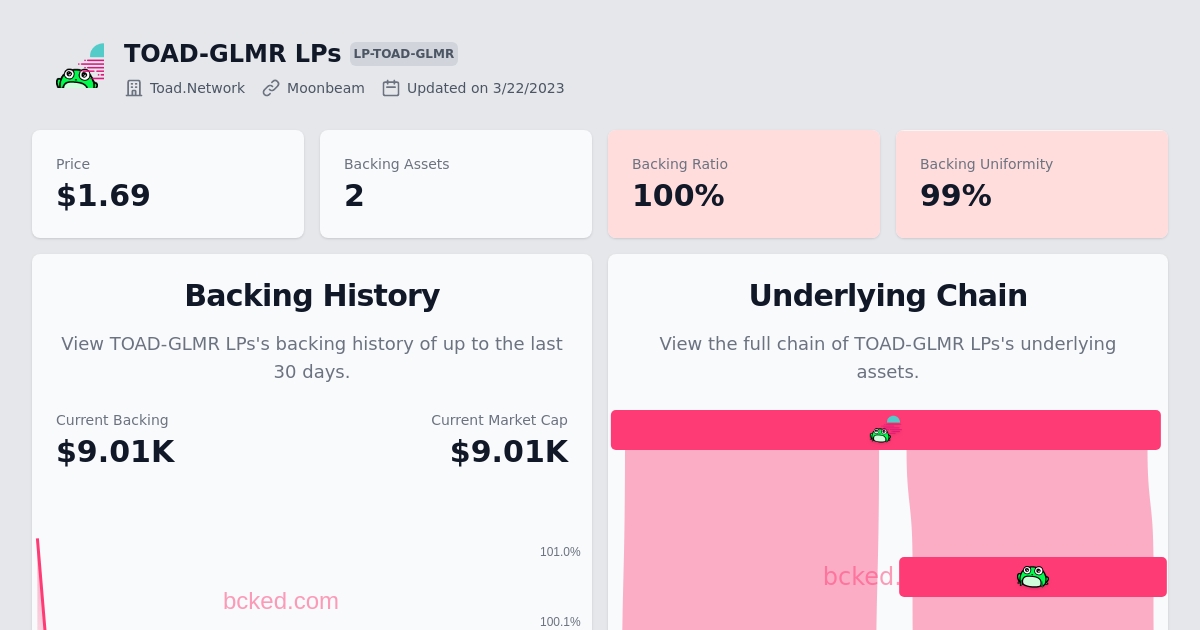 TOAD-GLMR LPs LP-TOAD-GLMR
Toad.Network Moonbeam Updated on 3/22/2023
Price
$1.69
Backing Assets
2
Backing Ratio
100%
Backing Uniformity
99%
Backing History
View TOAD-GLMR LPs's backing history of up to the last
30 days.
Current Backing
$9.01K
Current Market Cap
$9.01K
101.0%
bcked.com
100.1%
Underlying Chain
View the full chain of TOAD-GLMR LPs's underlying
assets.
bcked.